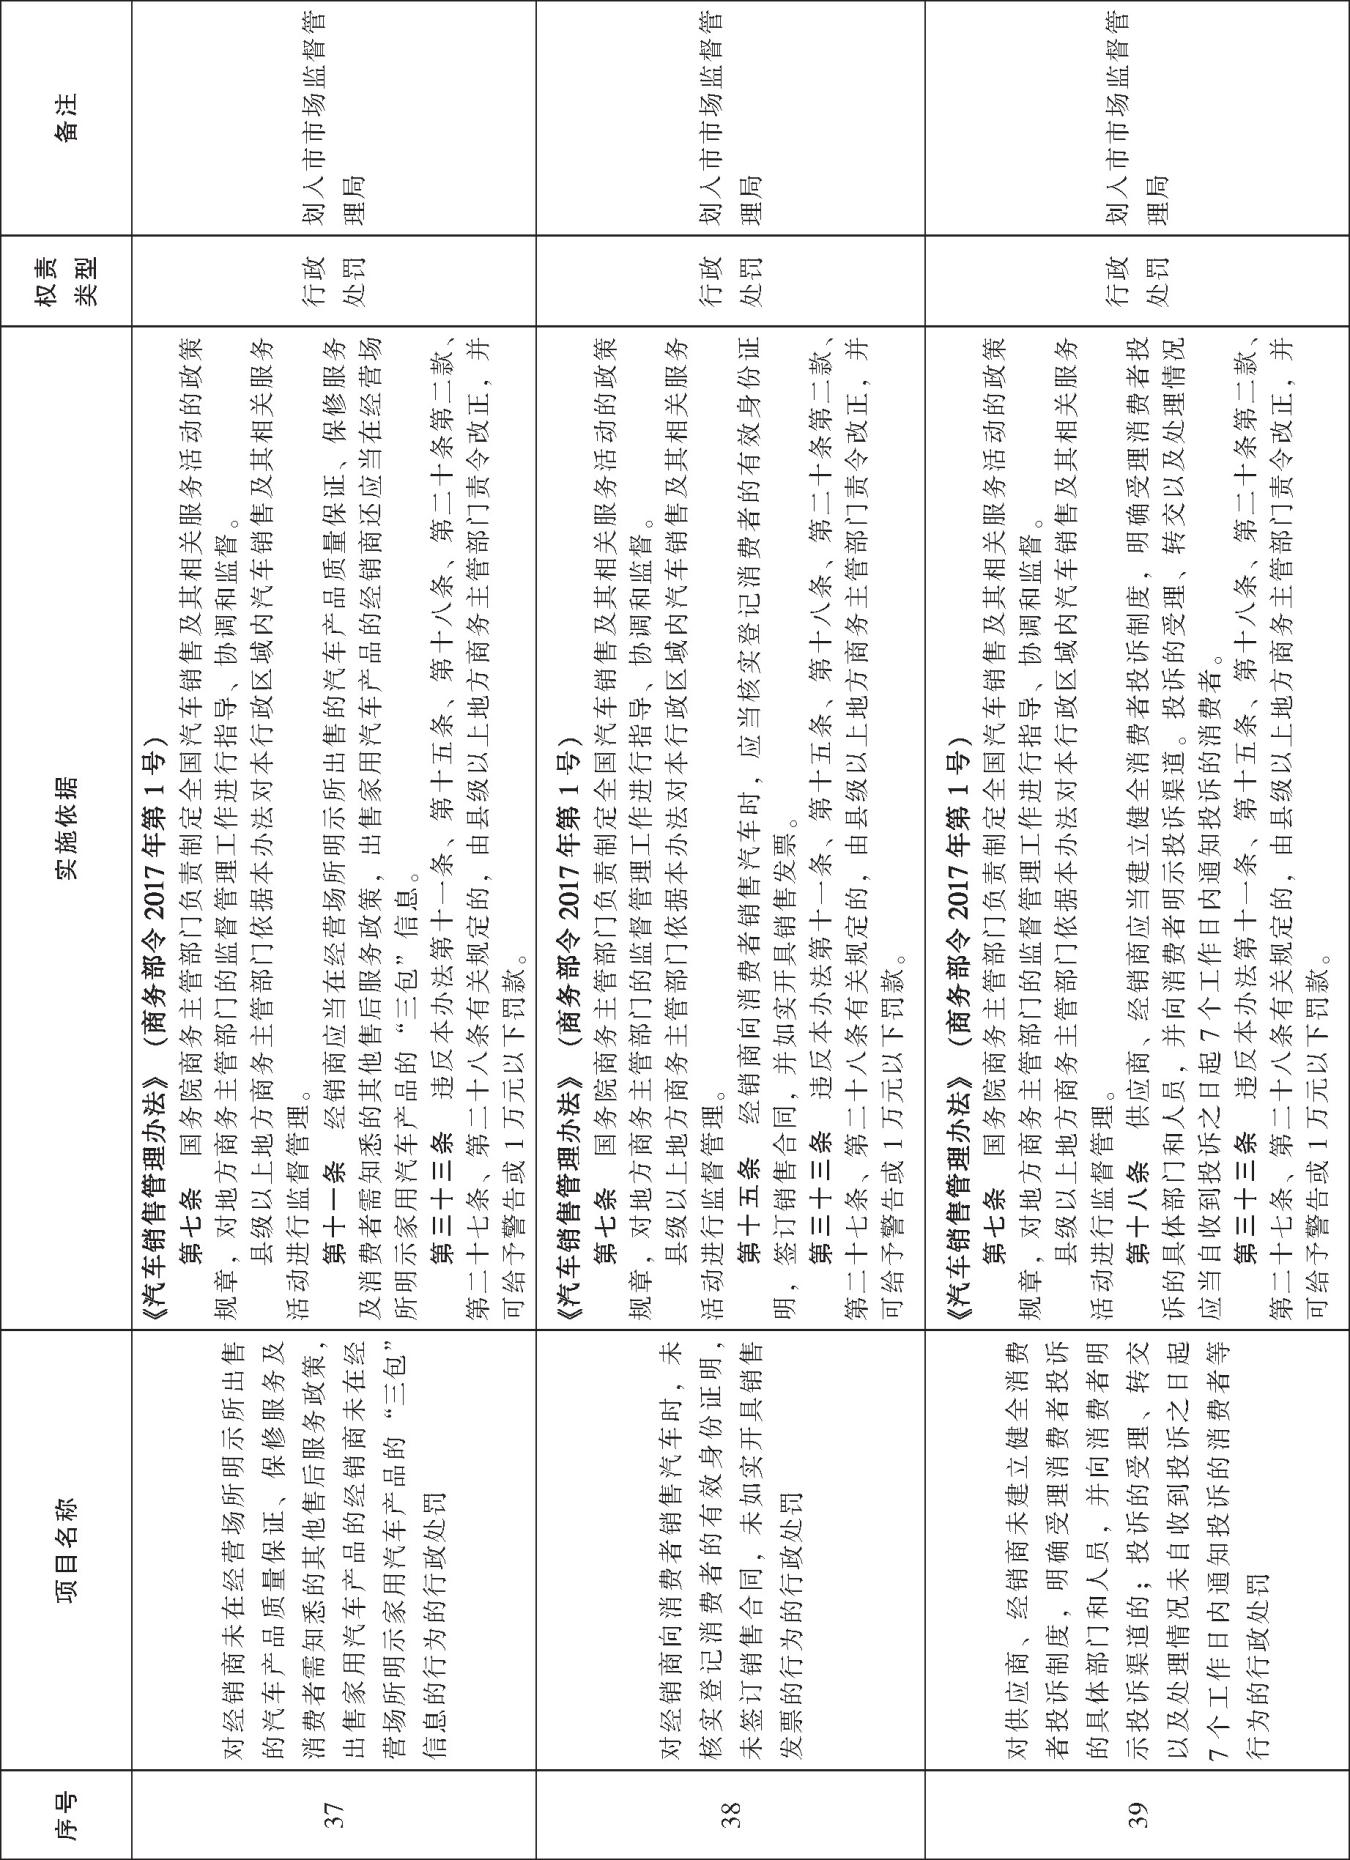 序号
项目名称
实施依据
权责
类型
备注
37
对经销商未在经营场所明示所出售
的汽车产品质量保证、保修服务及
消费者需知悉的其他售后服务政策，
出售家用汽车产品的经销商未在经
营场所明示家用汽车产品的“三包”
信息的行为的行政处罚
《汽车销售管理办法》（商务部令2017年第1号）
第七条　国务院商务主管部门负责制定全国汽车销售及其相关服务活动的政策
规章，对地方商务主管部门的监督管理工作进行指导、协调和监督。
县级以上地方商务主管部门依据本办法对本行政区域内汽车销售及其相关服务
活动进行监督管理。
第十一条　经销商应当在经营场所明示所出售的汽车产品质量保证、保修服务
及消费者需知悉的其他售后服务政策，出售家用汽车产品的经销商还应当在经营场
所明示家用汽车产品的“三包”信息。
第三十三条　违反本办法第十一条、第十五条、第十八条、第二十条第二款、
第二十七条、第二十八条有关规定的，由县级以上地方商务主管部门责令改正，并
可给予警告或1万元以下罚款。
行政
处罚
划入市市场监督管
理局
38
对经销商向消费者销售汽车时，未
核实登记消费者的有效身份证明，
未签订销售合同，未如实开具销售
发票的行为的行政处罚
《汽车销售管理办法》（商务部令2017年第1号）
第七条　国务院商务主管部门负责制定全国汽车销售及其相关服务活动的政策
规章，对地方商务主管部门的监督管理工作进行指导、协调和监督。
县级以上地方商务主管部门依据本办法对本行政区域内汽车销售及其相关服务
活动进行监督管理。
第十五条　经销商向消费者销售汽车时，应当核实登记消费者的有效身份证
明，签订销售合同，并如实开具销售发票。
第三十三条　违反本办法第十一条、第十五条、第十八条、第二十条第二款、
第二十七条、第二十八条有关规定的，由县级以上地方商务主管部门责令改正，并
可给予警告或1万元以下罚款。
行政
处罚
划入市市场监督管
理局
39
对供应商、经销商未建立健全消费
者投诉制度，明确受理消费者投诉
的具体部门和人员，并向消费者明
示投诉渠道的；投诉的受理、转交
以及处理情况未自收到投诉之日起
7个工作日内通知投诉的消费者等
行为的行政处罚
《汽车销售管理办法》（商务部令2017年第1号）
第七条　国务院商务主管部门负责制定全国汽车销售及其相关服务活动的政策
规章，对地方商务主管部门的监督管理工作进行指导、协调和监督。
县级以上地方商务主管部门依据本办法对本行政区域内汽车销售及其相关服务
活动进行监督管理。
第十八条　供应商、经销商应当建立健全消费者投诉制度，明确受理消费者投
诉的具体部门和人员，并向消费者明示投诉渠道。投诉的受理、转交以及处理情况
应当自收到投诉之日起7个工作日内通知投诉的消费者。
第三十三条　违反本办法第十一条、第十五条、第十八条、第二十条第二款、
第二十七条、第二十八条有关规定的，由县级以上地方商务主管部门责令改正，并
可给予警告或1万元以下罚款。
行政
处罚
划入市市场监督管
理局